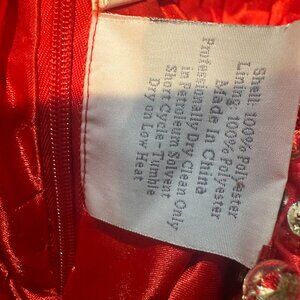 Shell: 100% Polyester
Lining: 100% Polyester
Made In China
Professionally Dry Clean Only
in Petroleum Solvent
Short Cycle - Tumble
Dry on Low Heat